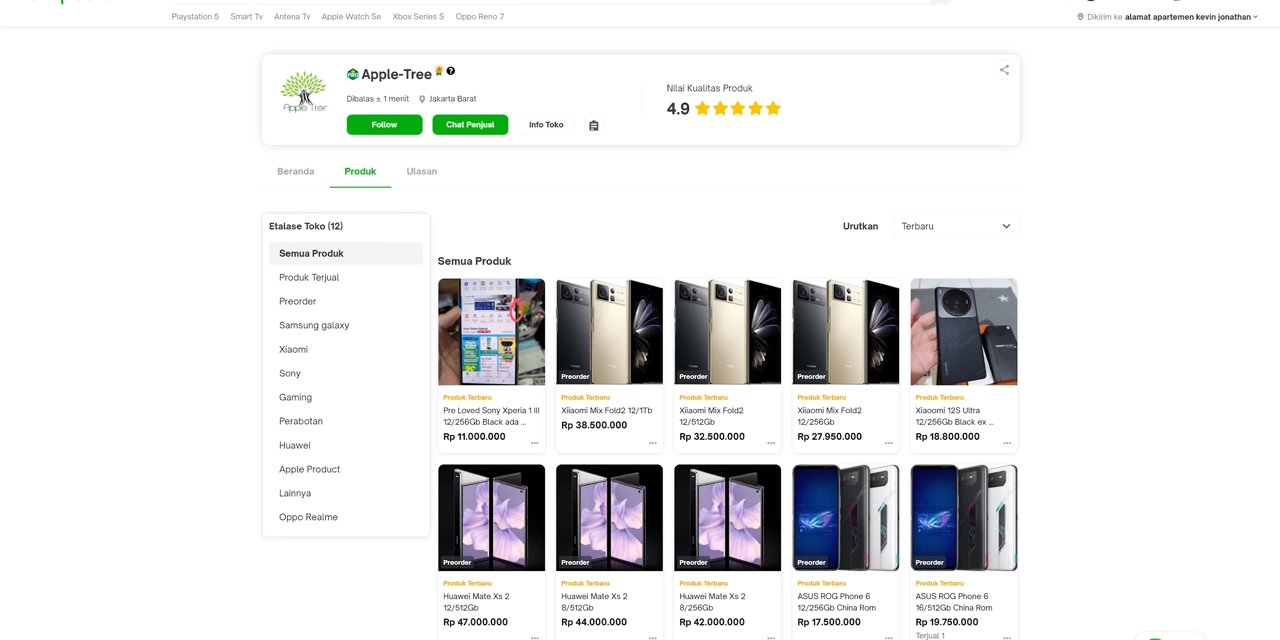 Playstation 5 Smart Tv Antena Tv Apple Watch Se Xbox Series S Oppo Reno 7
Dikirim ke alamat apartemen kevin jonathan
Apple Tree
PRO Apple-Tree
Dibalas ± 1 menit Jakarta Barat
Follow Chat Penjual Info Toko
Nilai Kualitas Produk
4.9
Beranda Produk Ulasan
Etalase Toko (12)
Semua Produk
Produk Terjual
Preorder
Samsung galaxy
Xiaomi
Sony
Gaming
Perabotan
Huawei
Apple Product
Lainnya
Oppo Realme
Urutkan Terbaru
Semua Produk
Produk Terbaru
Pre Loved Sony Xperia 1 III
12/256Gb Black ada ...
Rp 11.000.000
Preorder
Produk Terbaru
Xiiaomi Mix Fold2 12/1Tb
Rp 38.500.000
Preorder
Produk Terbaru
Xiiaomi Mix Fold2
12/512Gb
Rp 32.500.000
Preorder
Produk Terbaru
Xiiaomi Mix Fold2
12/256Gb
Rp 27.950.000
Produk Terbaru
Xiaoomi 12S Ultra
12/256Gb Black ex ...
Rp 18.800.000
Preorder
Produk Terbaru
Huawei Mate Xs 2
12/512Gb
Rp 47.000.000
Preorder
Produk Terbaru
Huawei Mate Xs 2
8/512Gb
Rp 44.000.000
Preorder
Produk Terbaru
Huawei Mate Xs 2
8/256Gb
Rp 42.000.000
Preorder
Produk Terbaru
ASUS ROG Phone 6
12/256Gb China Rom
Rp 17.500.000
Preorder
Produk Terbaru
ASUS ROG Phone 6
16/512Gb China Rom
Rp 19.750.000
Terjual 1